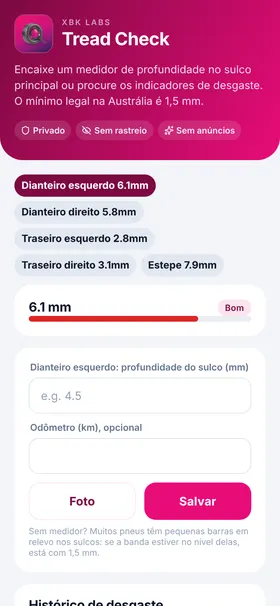 XBK LABS
Tread Check
Encaixe um medidor de profundidade no sulco
principal ou procure os indicadores de desgaste.
O mínimo legal na Austrália é 1,5 mm.
Privado
Sem rastreio
Sem anúncios
Dianteiro esquerdo 6.1mm
Dianteiro direito 5.8mm
Traseiro esquerdo 2.8mm
Traseiro direito 3.1mm
Estepe 7.9mm
6.1 mm
Bom
Dianteiro esquerdo: profundidade do sulco (mm)
e.g. 4.5
Odômetro (km), opcional
Foto
Salvar
Sem medidor? Muitos pneus têm pequenas barras em
relevo nos sulcos: se a banda estiver no nível delas,
está com 1,5 mm.
Histórico de desgaste